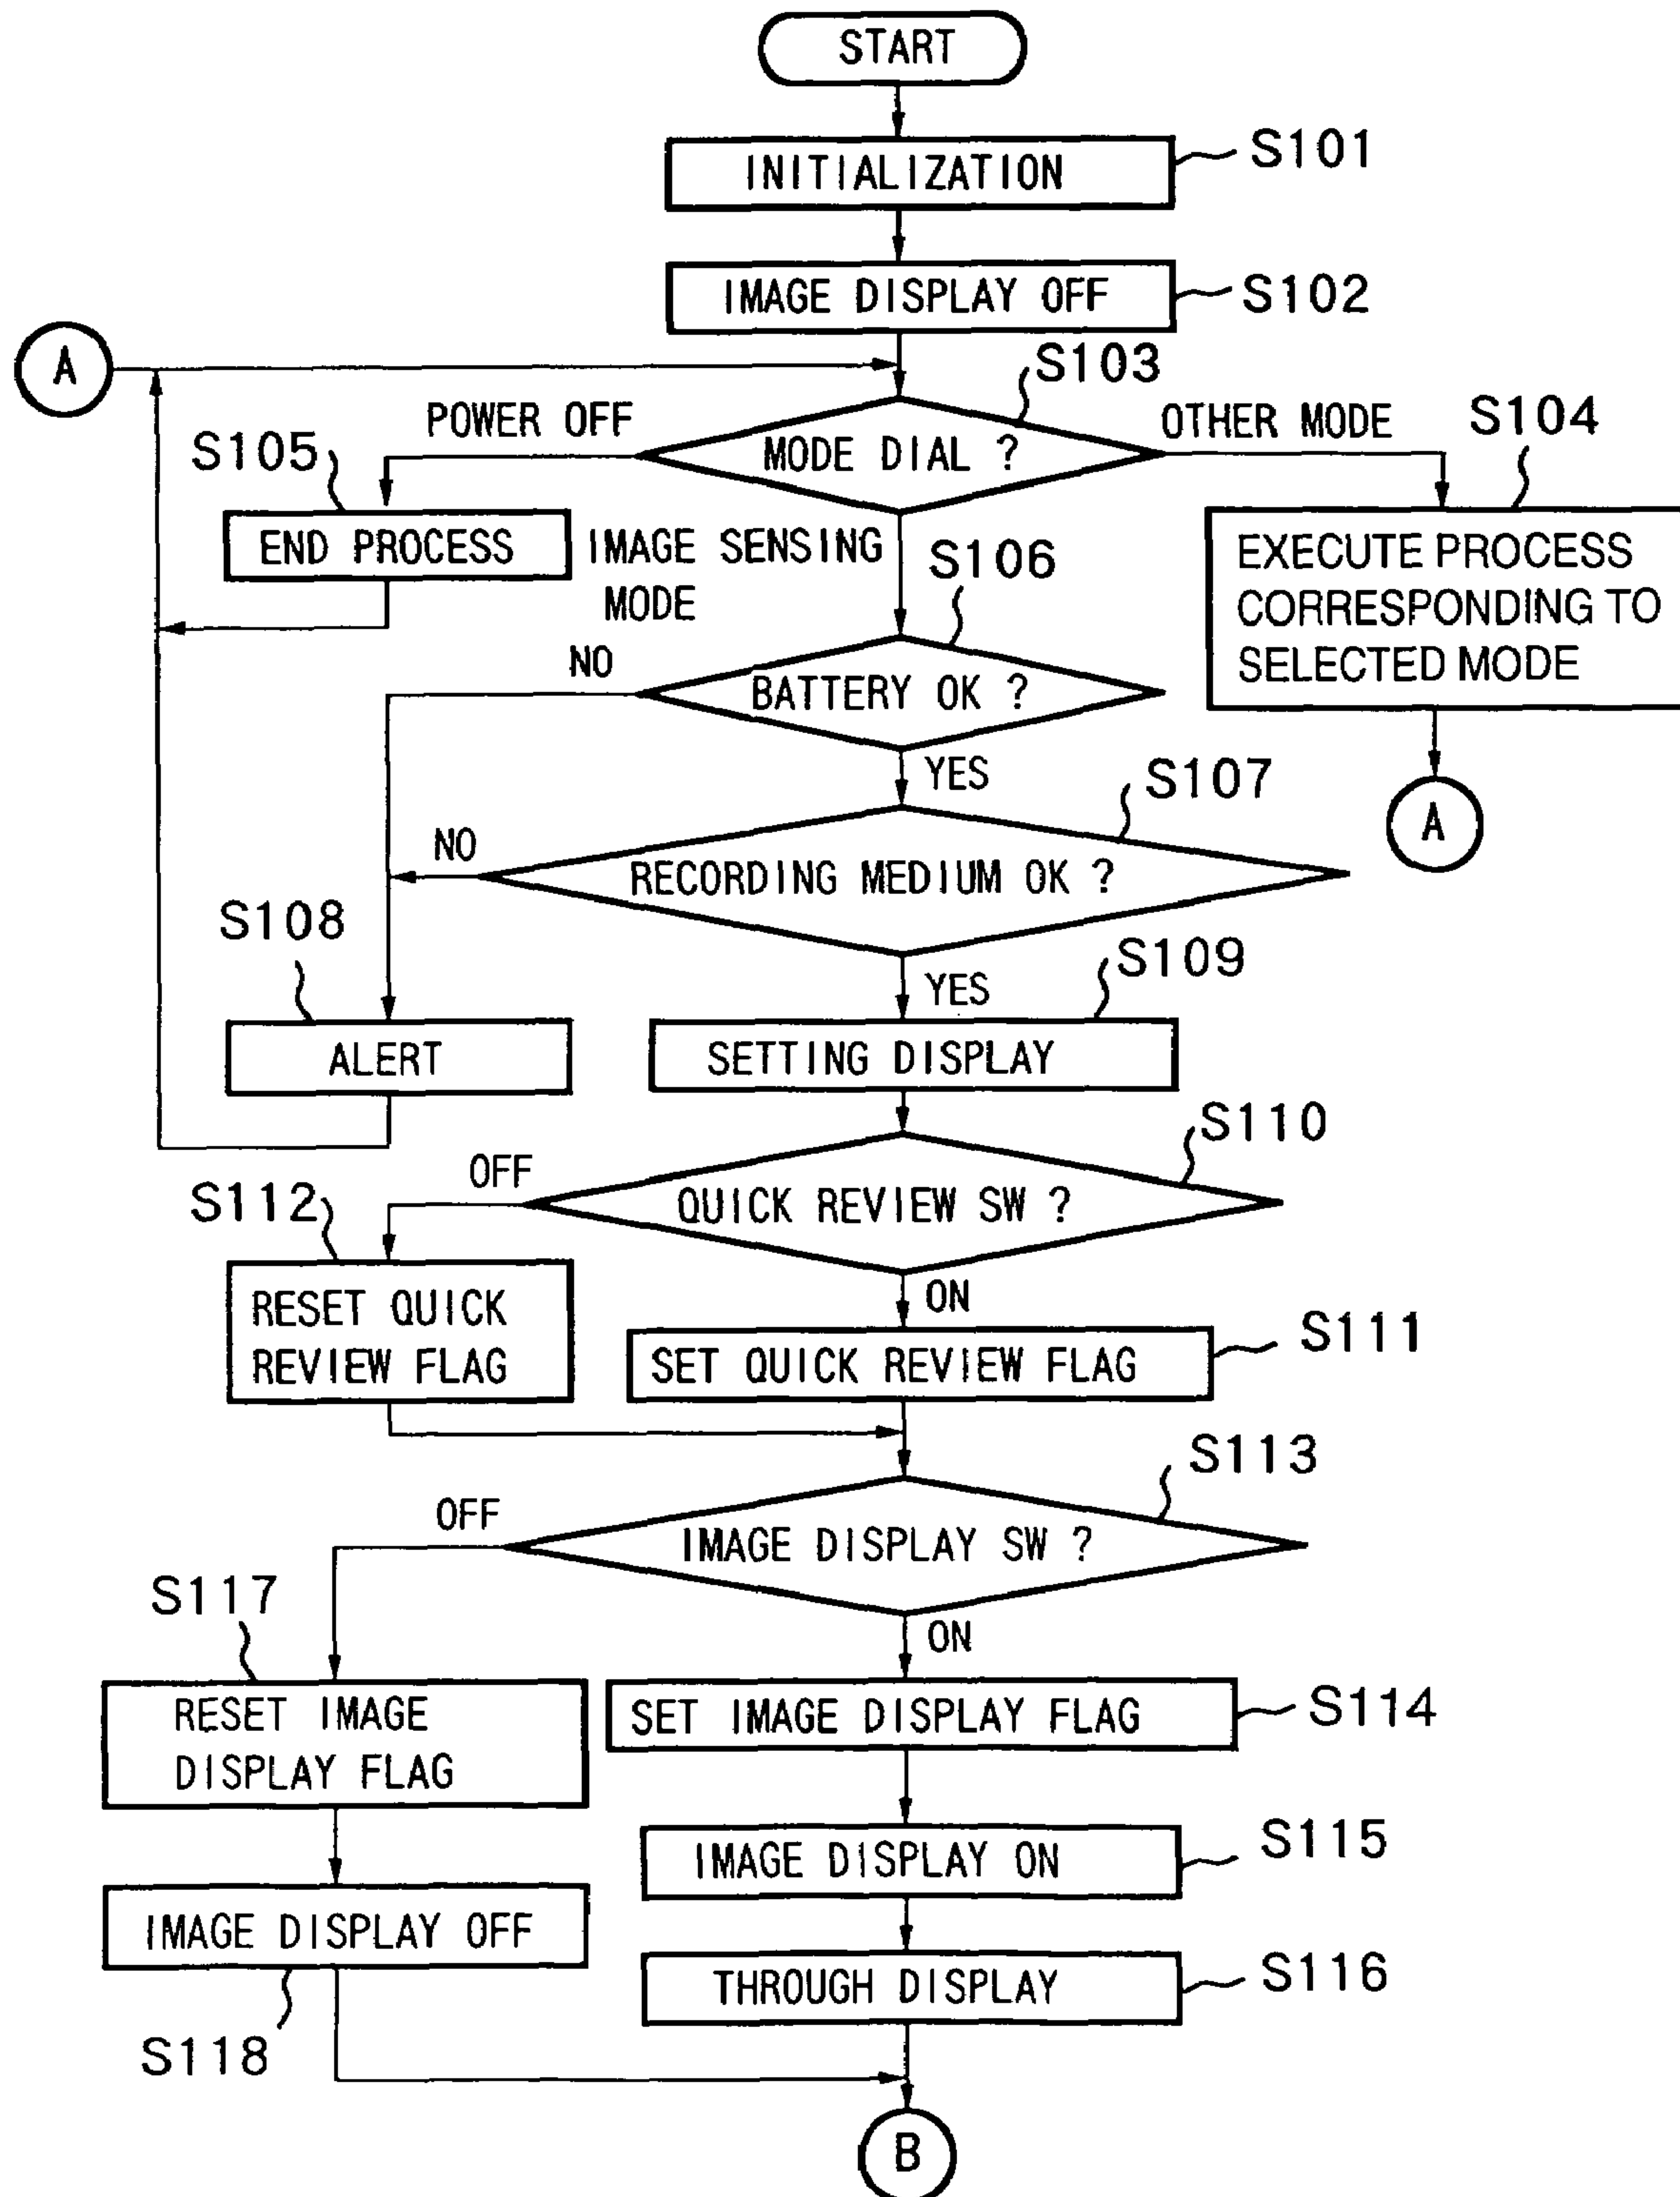 START
INITIALIZATION
S101
IMAGE DISPLAY OFF
S102
A
S103
POWER OFF
MODE DIAL ?
OTHER MODE
S104
S105
END PROCESS
IMAGE SENSING
MODE
S106
EXECUTE PROCESS
CORRESPONDING TO
SELECTED MODE
NO
BATTERY OK ?
YES
S107
A
NO
RECORDING MEDIUM OK ?
S108
YES
S109
ALERT
SETTING DISPLAY
S110
OFF
S112
QUICK REVIEW SW ?
RESET QUICK
REVIEW FLAG
ON
SET QUICK REVIEW FLAG
S111
S113
OFF
IMAGE DISPLAY SW ?
S117
ON
RESET IMAGE
DISPLAY FLAG
SET IMAGE DISPLAY FLAG
S114
IMAGE DISPLAY ON
S115
IMAGE DISPLAY OFF
THROUGH DISPLAY
S116
S118
B